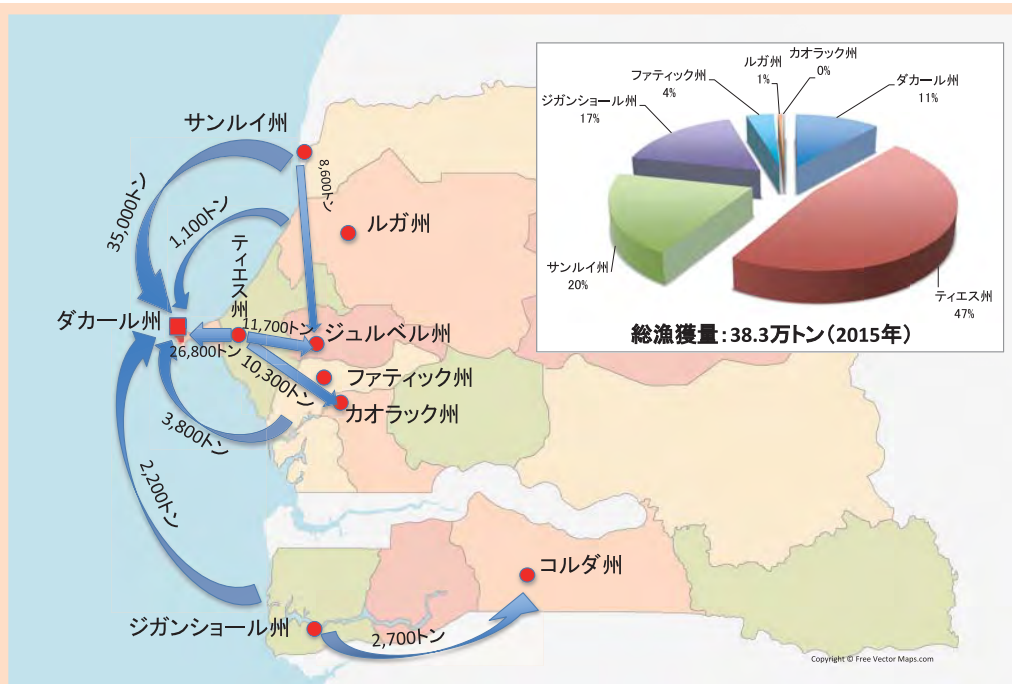 カオラック州
0%
ルガ州
1%
ファティック州
4%
ダカール州
11%
ジガンショール州
17%
サンルイ州
20%
ティエス州
47%
総漁獲量：38.3万トン（2015年）
サンルイ州
8,600トン
35,000トン
1,100トン
ルガ州
ティエス州
ダカール州
11,700トン
ジュルベル州
26,800トン
10,300トン
ファティック州
カオラック州
3,800トン
2,200トン
コルダ州
ジガンショール州
2,700トン
Copyright © Free Vector Maps.com